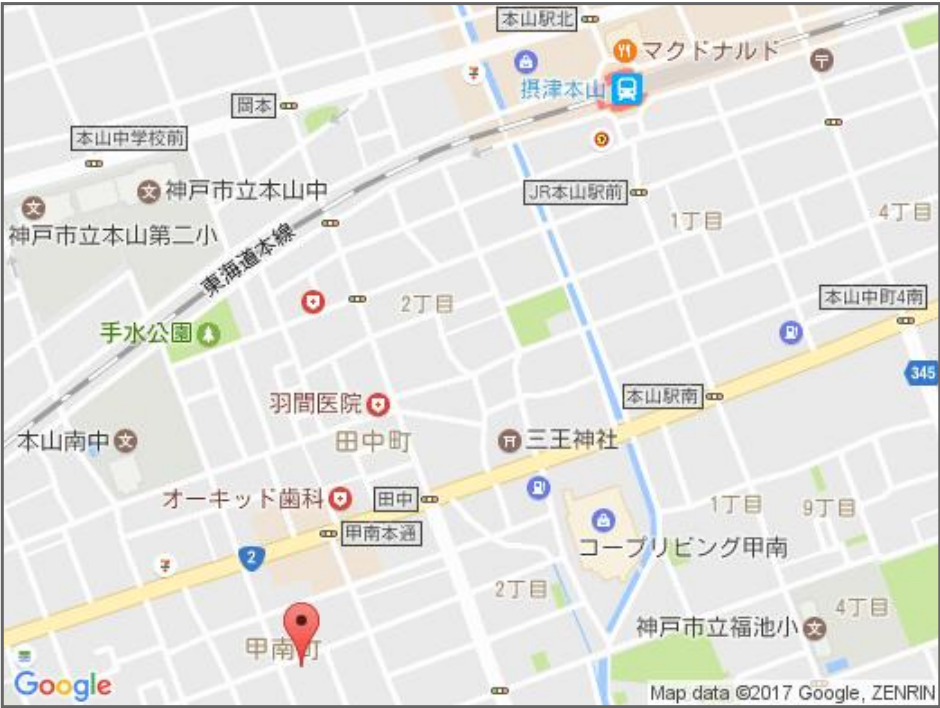 本山駅北
マクドナルド
〒
摂津本山
岡本
本山中学校前
文
神戸市立本山中
JR本山駅前
文
神戸市立本山第二小
1丁目
4丁目
東海道本線
2丁目
本山中町4南
手水公園
345
羽間医院
本山駅南
田中町
本山南中
文
三王神社
オーキッド歯科
田中
1丁目
9丁目
甲南本通
コープリビング甲南
2
2丁目
4丁目
神戸市立福池小
文
甲南町
Google
Map data ©2017 Google, ZENRIN